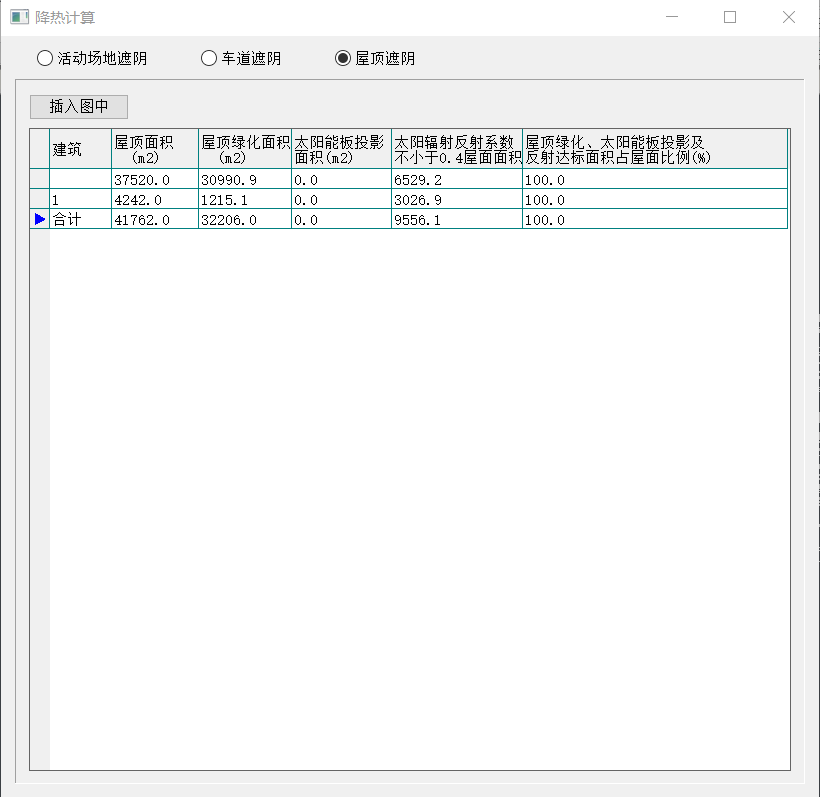 降热计算
活动场地遮阴 车道遮阴 屋顶遮阴
插入图中
建筑 屋顶面积(m2) 屋顶绿化面积(m2) 太阳能板投影面积(m2) 太阳辐射反射系数不小于0.4屋面面积 屋顶绿化、太阳能板投影及反射达标面积占屋面比例(%)
37520.0 30990.9 0.0 6529.2 100.0
1 4242.0 1215.1 0.0 3026.9 100.0
合计 41762.0 32206.0 0.0 9556.1 100.0